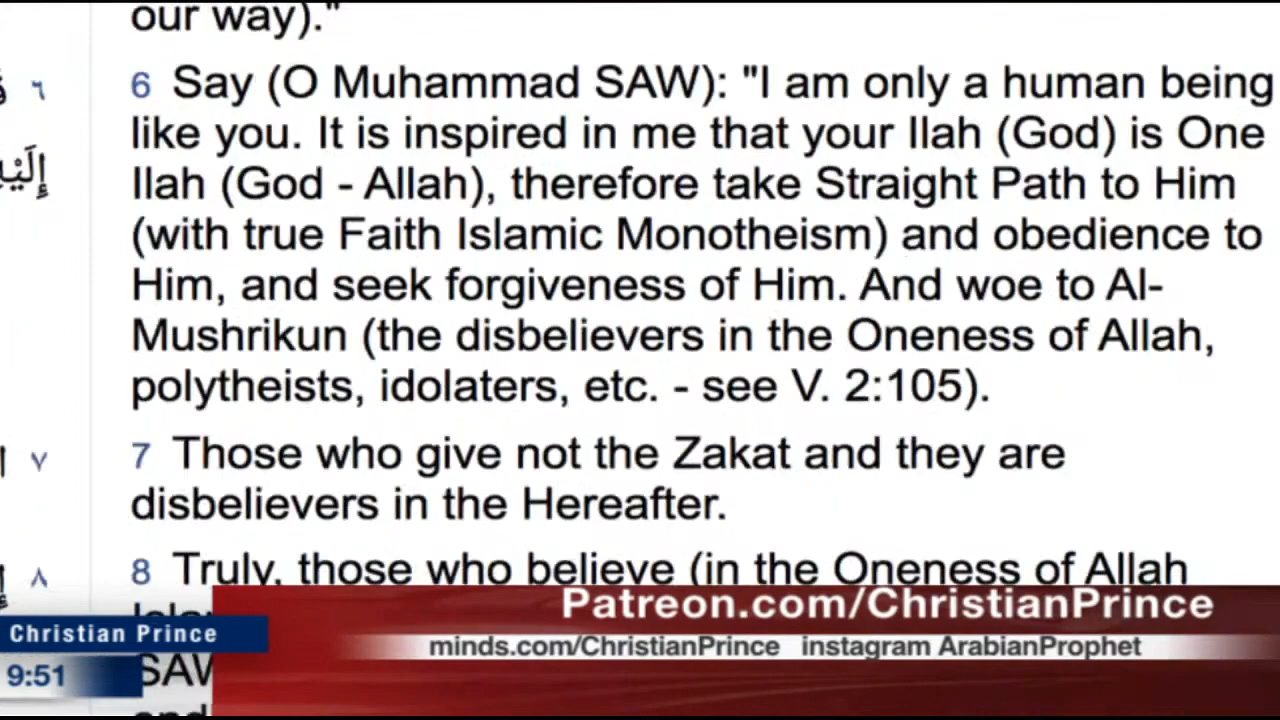 our way)."
6 Say (O Muhammad SAW): "I am only a human being
like you. It is inspired in me that your Ilah (God) is One
إِلَيْهِ
Ilah (God - Allah), therefore take Straight Path to Him
(with true Faith Islamic Monotheism) and obedience to
Him, and seek forgiveness of Him. And woe to Al-
Mushrikun (the disbelievers in the Oneness of Allah,
polytheists, idolaters, etc. - see V. 2:105).
7 Those who give not the Zakat and they are
disbelievers in the Hereafter.
8 Truly, those who believe (in the Oneness of Allah
٦
٧
٨
Patreon.com/ChristianPrince
Christian Prince
minds.com/ChristianPrince instagram ArabianProphet
9:51
SAW